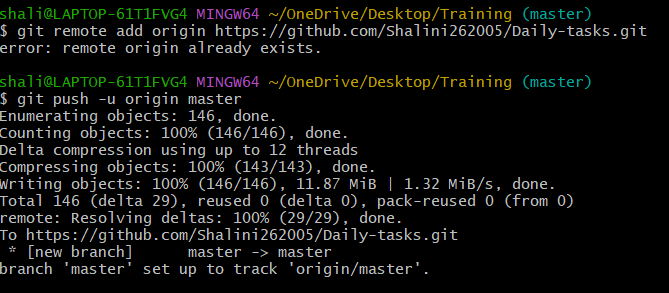 shali@LAPTOP-61T1FVG4 MINGW64 ~/OneDrive/Desktop/Training (master)
$ git remote add origin https://github.com/Shalini262005/Daily-tasks.git
error: remote origin already exists.
shali@LAPTOP-61T1FVG4 MINGW64 ~/OneDrive/Desktop/Training (master)
$ git push -u origin master
Enumerating objects: 146, done.
Counting objects: 100% (146/146), done.
Delta compression using up to 12 threads
Compressing objects: 100% (143/143), done.
Writing objects: 100% (146/146), 11.87 MiB | 1.32 MiB/s, done.
Total 146 (delta 29), reused 0 (delta 0), pack-reused 0 (from 0)
remote: Resolving deltas: 100% (29/29), done.
To https://github.com/Shalini262005/Daily-tasks.git
 * [new branch]      master -> master
branch 'master' set up to track 'origin/master'.